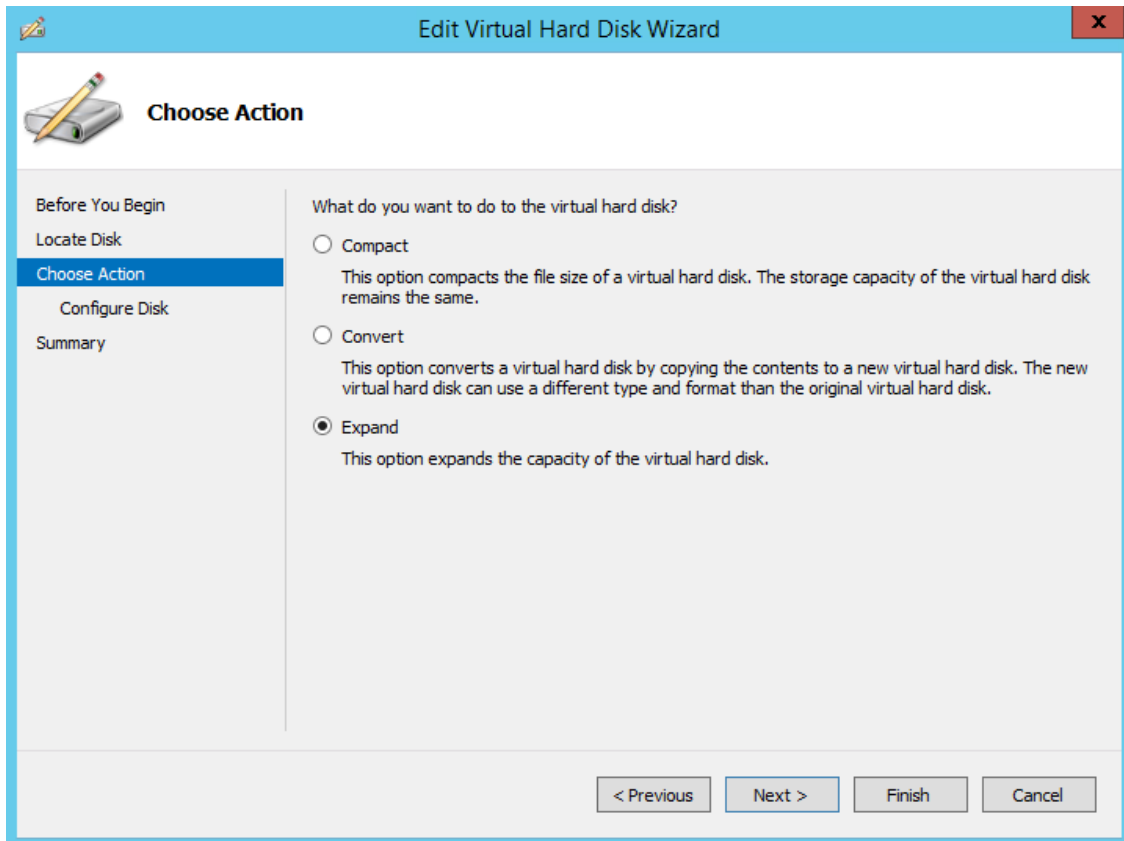 Edit Virtual Hard Disk Wizard
x
Choose Action
Before You Begin
Locate Disk
Choose Action
Configure Disk
Summary
What do you want to do to the virtual hard disk?
Compact
This option compacts the file size of a virtual hard disk. The storage capacity of the virtual hard disk
remains the same.
Convert
This option converts a virtual hard disk by copying the contents to a new virtual hard disk. The new
virtual hard disk can use a different type and format than the original virtual hard disk.
Expand
This option expands the capacity of the virtual hard disk.
< Previous
Next >
Finish
Cancel